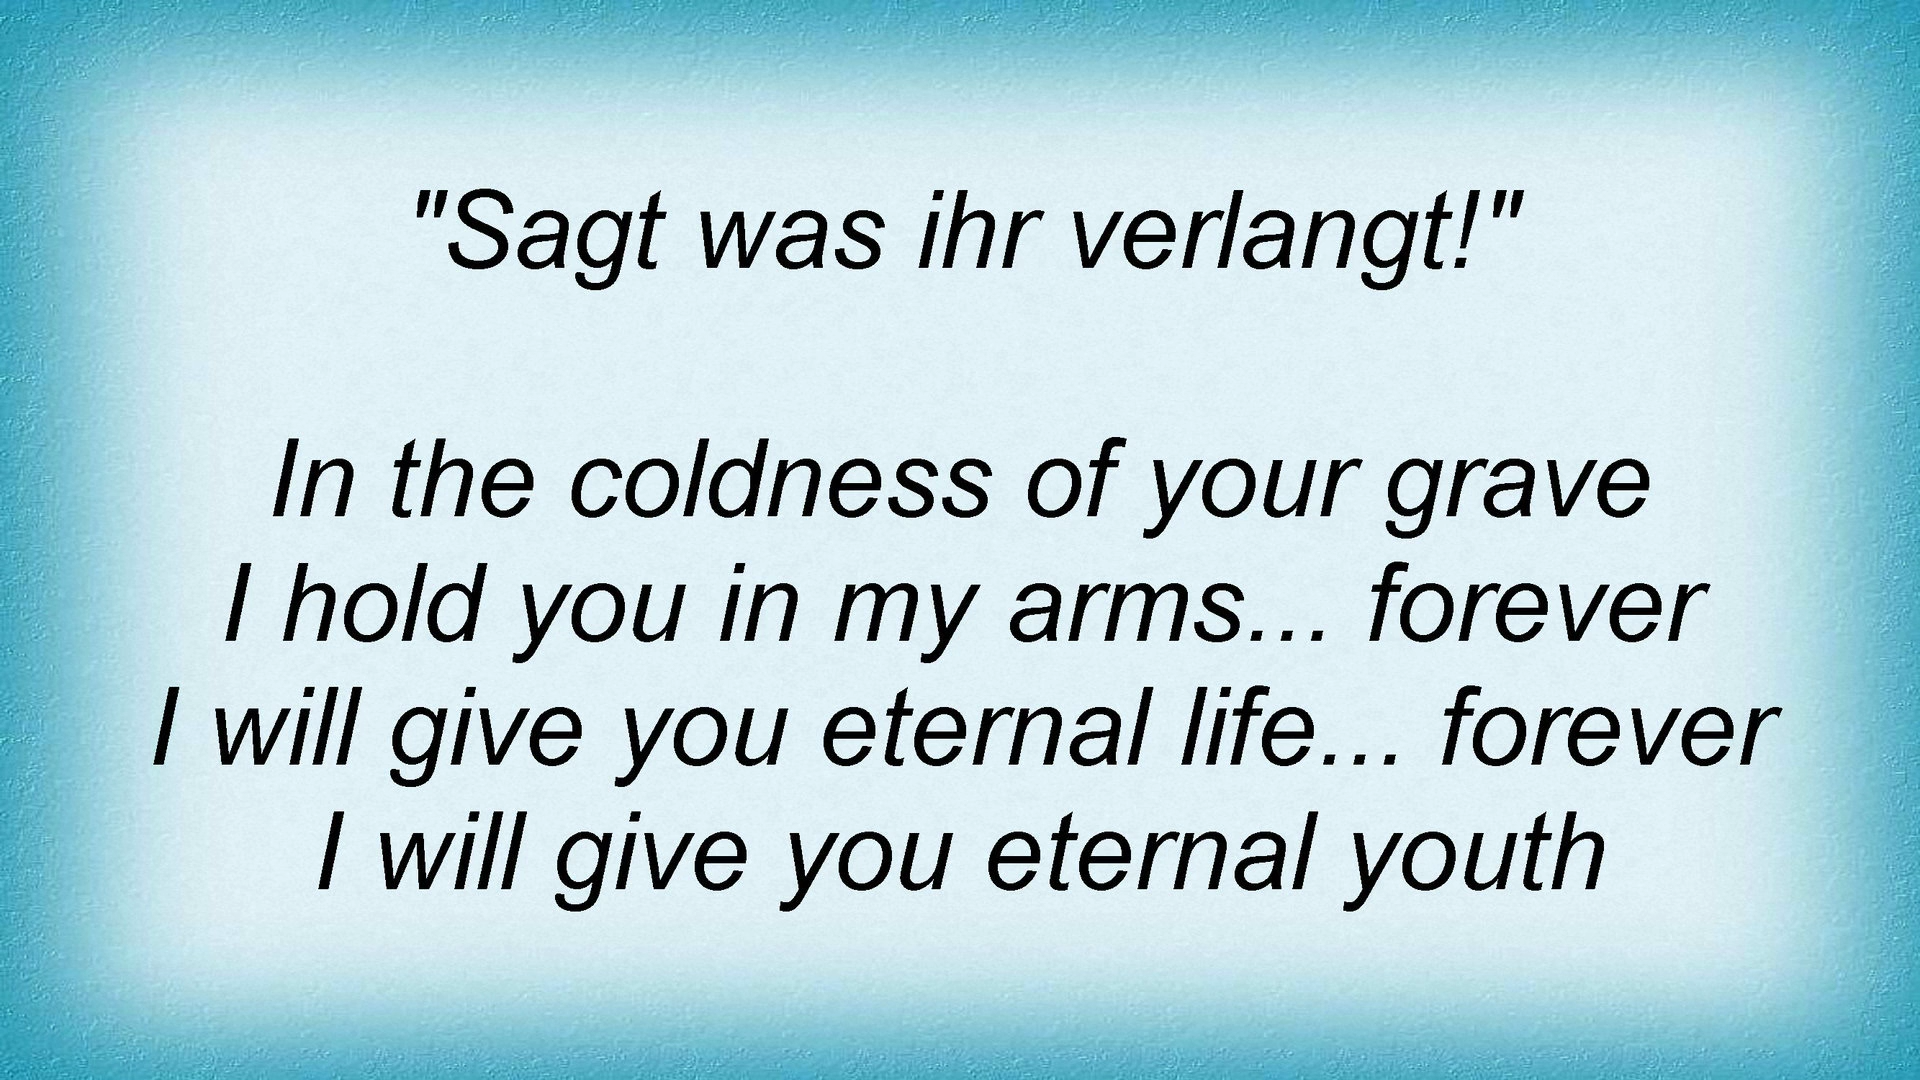 "Sagt was ihr verlangt!"
In the coldness of your grave
I hold you in my arms... forever
I will give you eternal life... forever
I will give you eternal youth